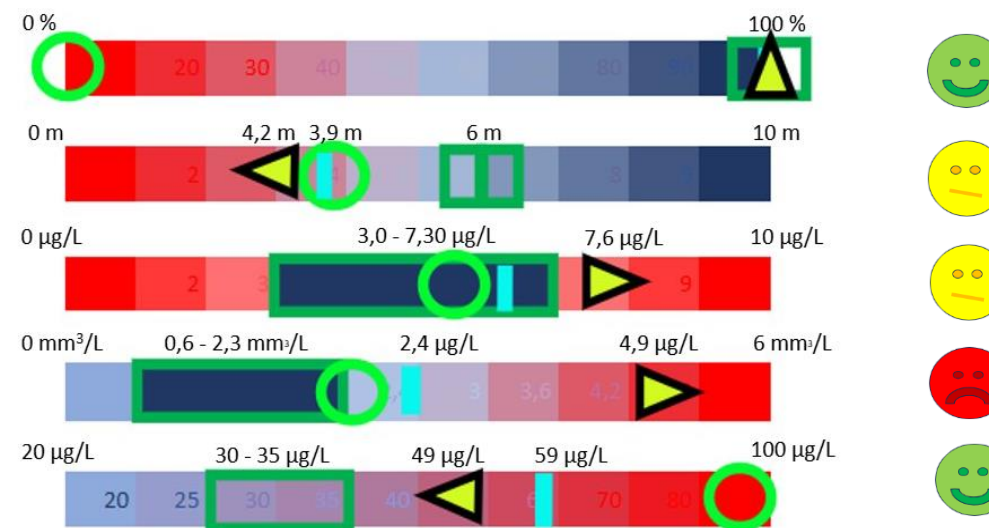 0 % 100 %
20 30 40 80
0 m 4,2 m 3,9 m 6 m 10 m
2 4 8
0 µg/L 3,0 - 7,30 µg/L 7,6 µg/L 10 µg/L
2 3 9
0 mm³/L 0,6 - 2,3 mm³/L 2,4 µg/L 4,9 µg/L 6 mm³/L
3 3,6 4,2
20 µg/L 30 - 35 µg/L 49 µg/L 59 µg/L 100 µg/L
20 25 30 35 40 70 80